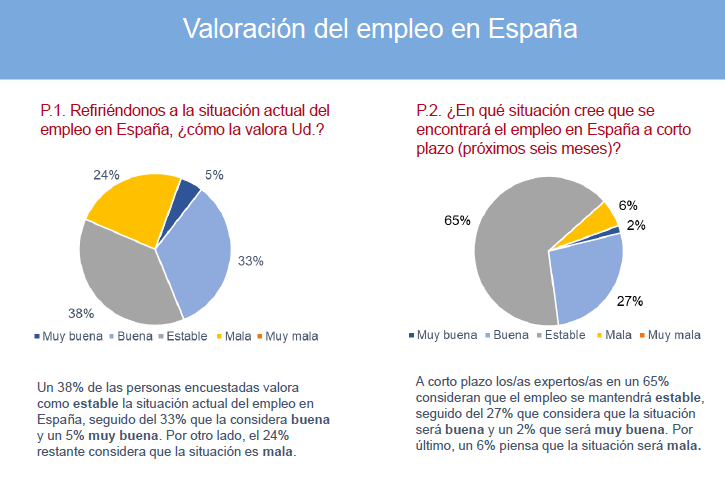 Valoración del empleo en España
P.1. Refiriéndonos a la situación actual del
empleo en España, ¿cómo la valora Ud.?
24%
5%
33%
38%
Muy buena Buena Estable Mala Muy mala
Un 38% de las personas encuestadas valora
como estable la situación actual del empleo en
España, seguido del 33% que la considera buena
y un 5% muy buena. Por otro lado, el 24%
restante considera que la situación es mala.
P.2. ¿En qué situación cree que se
encontrará el empleo en España a corto
plazo (próximos seis meses)?
65%
6%
2%
27%
Muy buena Buena Estable Mala Muy mala
A corto plazo los/as expertos/as en un 65%
consideran que el empleo se mantendrá estable,
seguido del 27% que considera que la situación
será buena y un 2% que será muy buena. Por
último, un 6% piensa que la situación será mala.